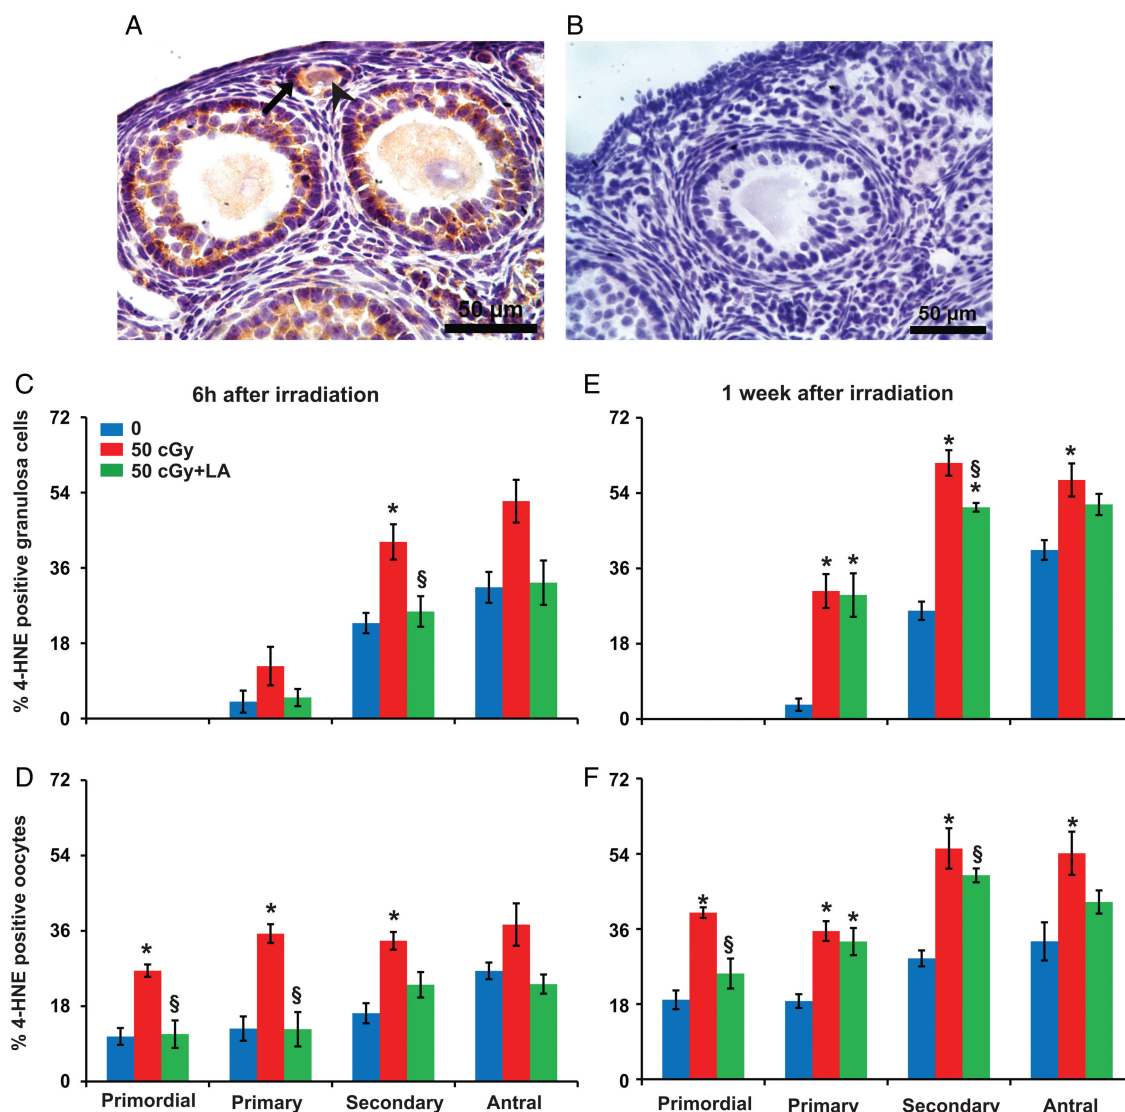 A
B
50 µm
50 µm
C
6h after irradiation
E
1 week after irradiation
% 4-HNE positive granulosa cells
72
54
36
18
0
0
50 cGy
50 cGy+LA
*
§
72
54
36
18
0
*
*
*
§
*
*
D
F
% 4-HNE positive oocytes
72
54
36
18
0
*
§
*
§
*
Primordial
Primary
Secondary
Antral
72
54
36
18
0
*
§
*
*
*
§
*
Primordial
Primary
Secondary
Antral